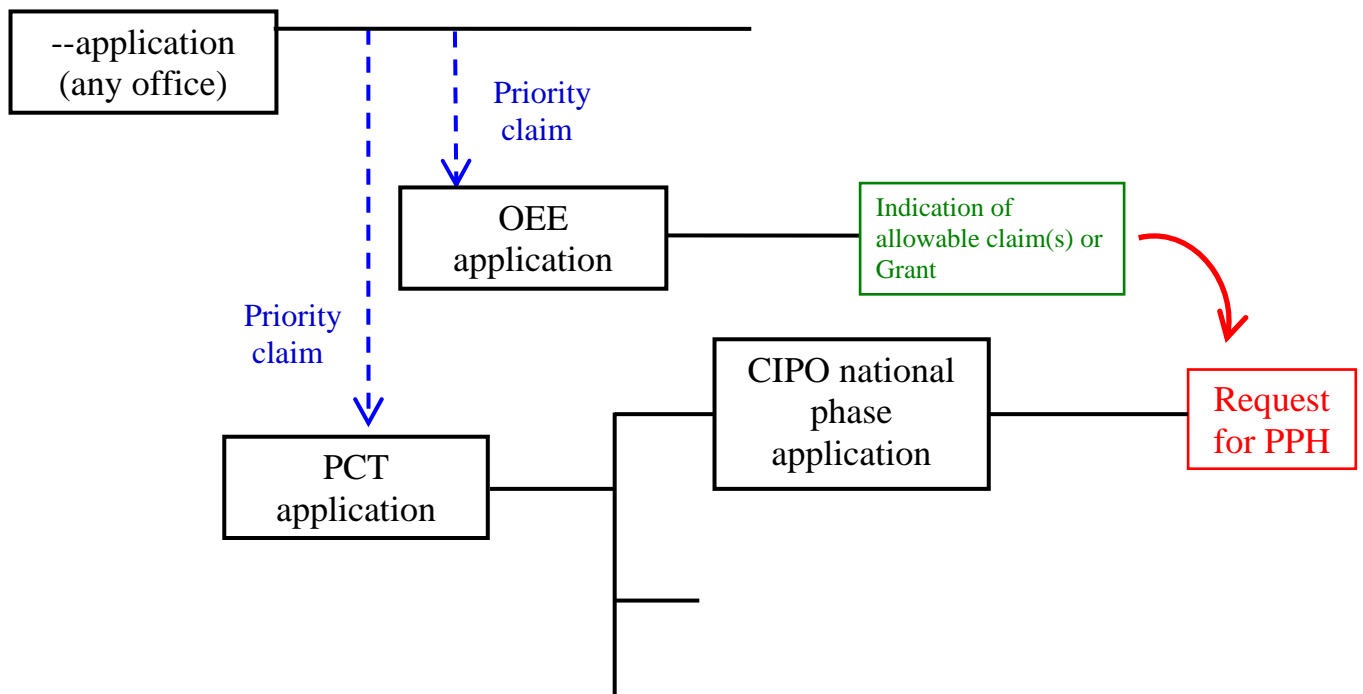 --application
(any office)
Priority
claim
OEE
application
Indication of
allowable claim(s) or
Grant
Priority
claim
CIPO national
phase
application
Request
for PPH
PCT
application